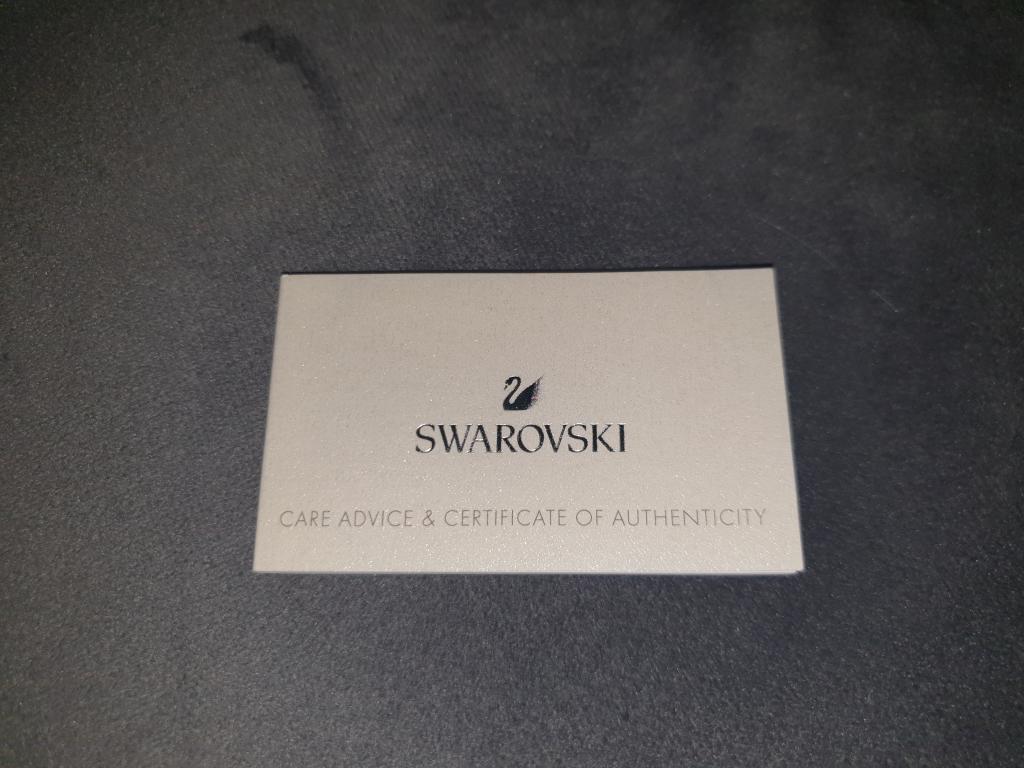 SWAROVSKI
CARE ADVICE & CERTIFICATE OF AUTHENTICITY